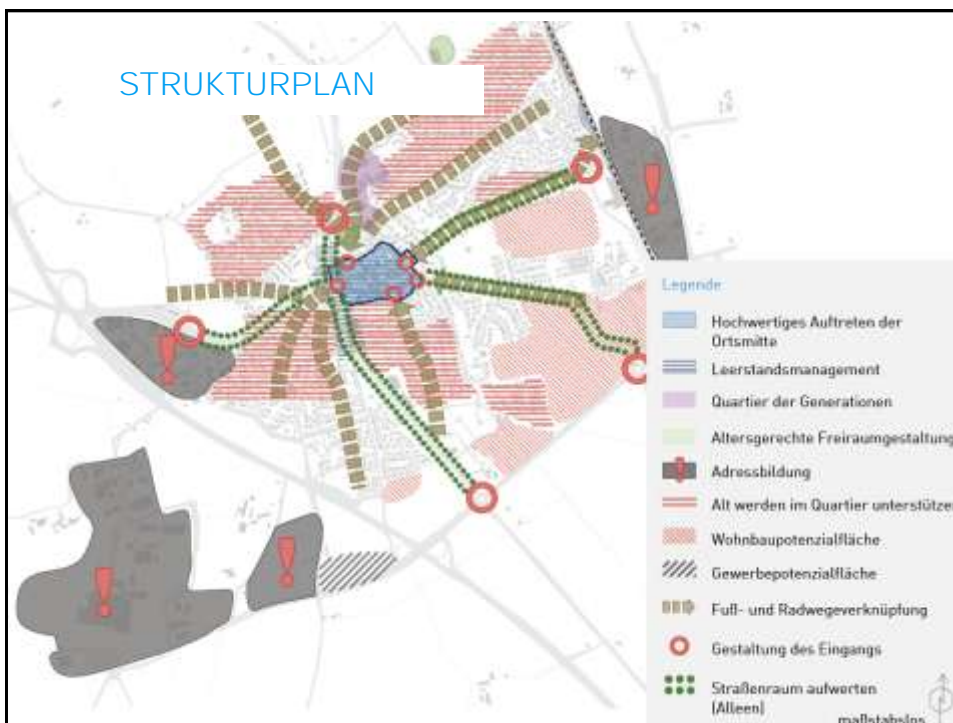 STRUKTURPLAN
Legende
Hochwertiges Auftreten der
Ortsmitte
Leerstandsmanagement
Quartier der Generationen
Altersgerechte Freiraumgestaltung
Adressbildung
Alt werden im Quartier unterstütze
Wohnbaupotenzialfläche
Gewerbepotenzialfläche
Fuß- und Radwegeverknüpfung
Gestaltung des Eingangs
Straßenraum aufwerten
(Alleen)
maßstabslos